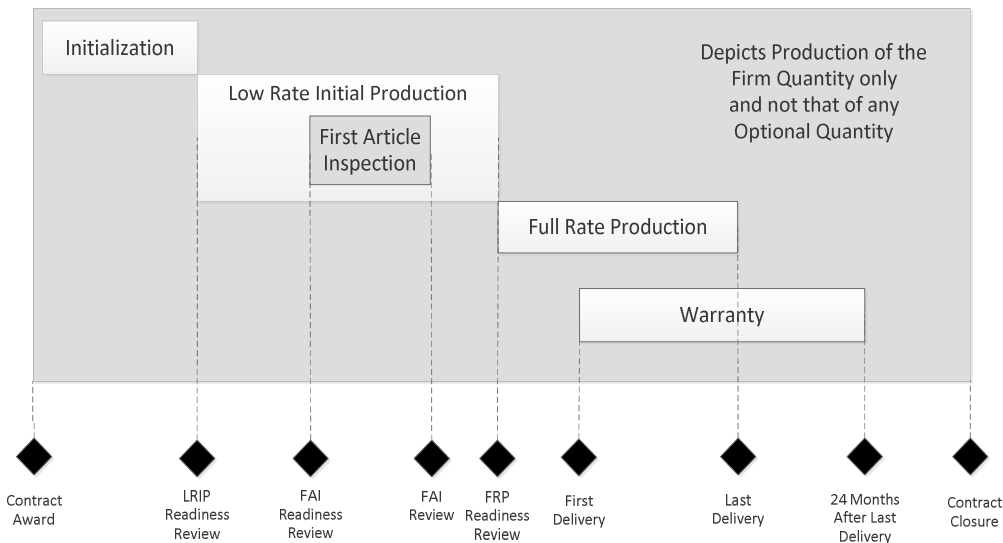 Initialization
Depicts Production of the
Firm Quantity only
and not that of any
Optional Quantity
Low Rate Initial Production
First Article
Inspection
Full Rate Production
Warranty
Contract
Award
LRIP
Readiness
Review
FAI
Readiness
Review
FAI
Review
FRP
Readiness
Review
First
Delivery
Last
Delivery
24 Months
After Last
Delivery
Contract
Closure